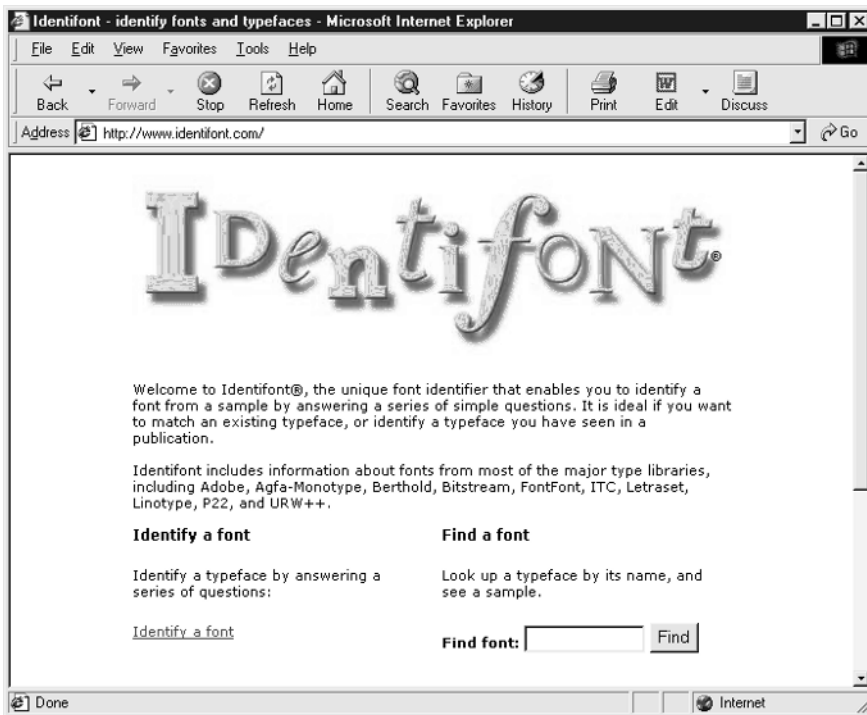 Identifont - identify fonts and typefaces - Microsoft Internet Explorer
File Edit View Favorites Tools Help
Back Forward Stop Refresh Home Search Favorites History Print Edit Discuss
Address http://www.identifont.com/ Go
IDentifoNt®
Welcome to Identifont®, the unique font identifier that enables you to identify a
font from a sample by answering a series of simple questions. It is ideal if you want
to match an existing typeface, or identify a typeface you have seen in a
publication.
Identifont includes information about fonts from most of the major type libraries,
including Adobe, Agfa-Monotype, Berthold, Bitstream, FontFont, ITC, Letraset,
Linotype, P22, and URW++.
Identify a font
Identify a typeface by answering a
series of questions:
Identify a font
Find a font
Look up a typeface by its name, and
see a sample.
Find font: Find
Done Internet